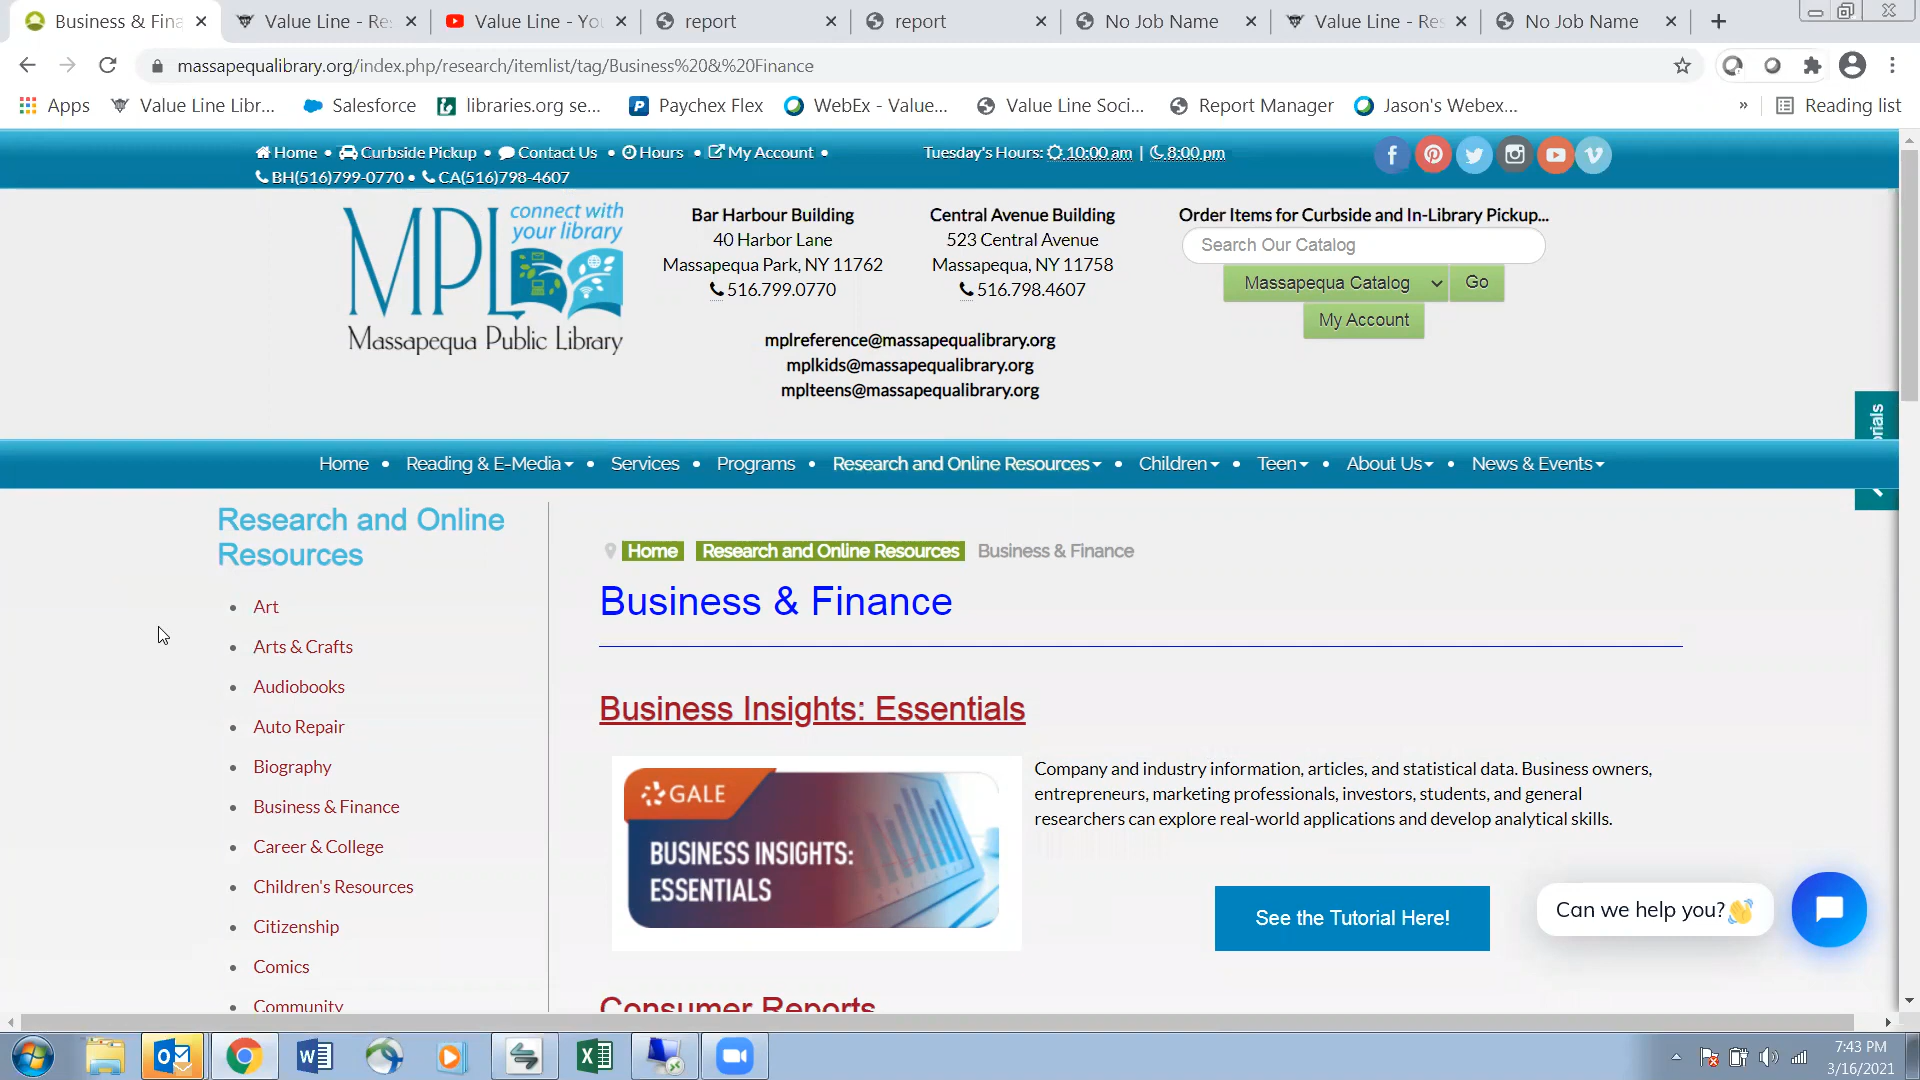 Business & Fina
Value Line - Res
Value Line - You
report
report
No Job Name
Value Line - Res
No Job Name
massapequalibrary.org/index.php/research/itemlist/tag/Business%20&%20Finance
Apps
Value Line Libr...
Salesforce
libraries.org se...
Paychex Flex
WebEx - Value...
Value Line Soci...
Report Manager
Jason's Webex...
»
Reading list
Home • Curbside Pickup • Contact Us • Hours • My Account •
BH(516)799-0770 • CA(516)798-4607
Tuesday's Hours: 10:00 am | 8:00 pm
MPL
connect with
your library
Massapequa Public Library
Bar Harbour Building
40 Harbor Lane
Massapequa Park, NY 11762
516.799.0770
Central Avenue Building
523 Central Avenue
Massapequa, NY 11758
516.798.4607
mplreference@massapequalibrary.org
mplkids@massapequalibrary.org
mplteens@massapequalibrary.org
Order Items for Curbside and In-Library Pickup...
Search Our Catalog
Massapequa Catalog
Go
My Account
Home • Reading & E-Media • Services • Programs • Research and Online Resources • Children • Teen • About Us • News & Events
Research and Online
Resources
Art
Arts & Crafts
Audiobooks
Auto Repair
Biography
Business & Finance
Career & College
Children's Resources
Citizenship
Comics
Community
Home
Research and Online Resources
Business & Finance
Business & Finance
Business Insights: Essentials
GALE
BUSINESS INSIGHTS:
ESSENTIALS
Company and industry information, articles, and statistical data. Business owners,
entrepreneurs, marketing professionals, investors, students, and general
researchers can explore real-world applications and develop analytical skills.
See the Tutorial Here!
Can we help you?👋
Consumer Reports
7:43 PM
3/16/2021